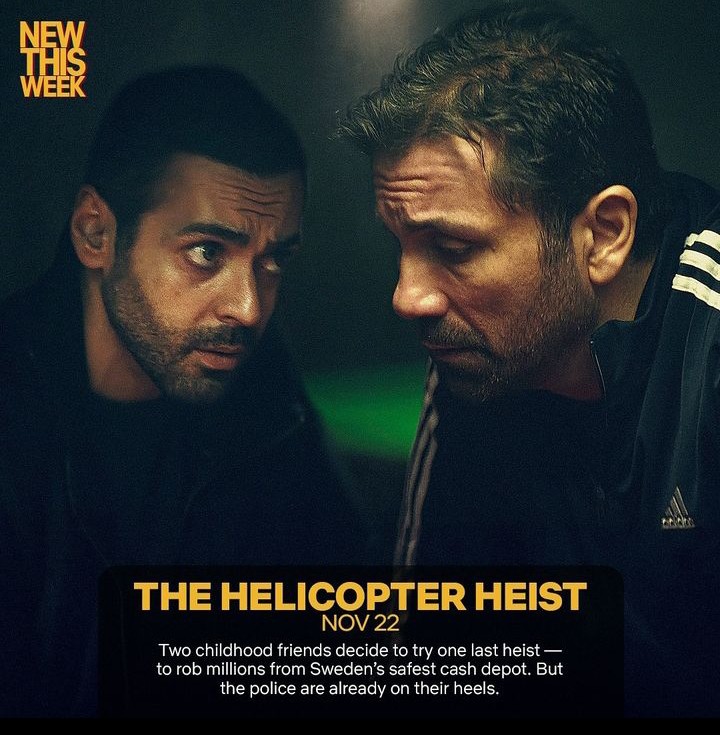 NEW
THIS
WEEK
adidas
THE HELICOPTER HEIST
NOV 22
Two childhood friends decide to try one last heist —
to rob millions from Sweden's safest cash depot. But
the police are already on their heels.